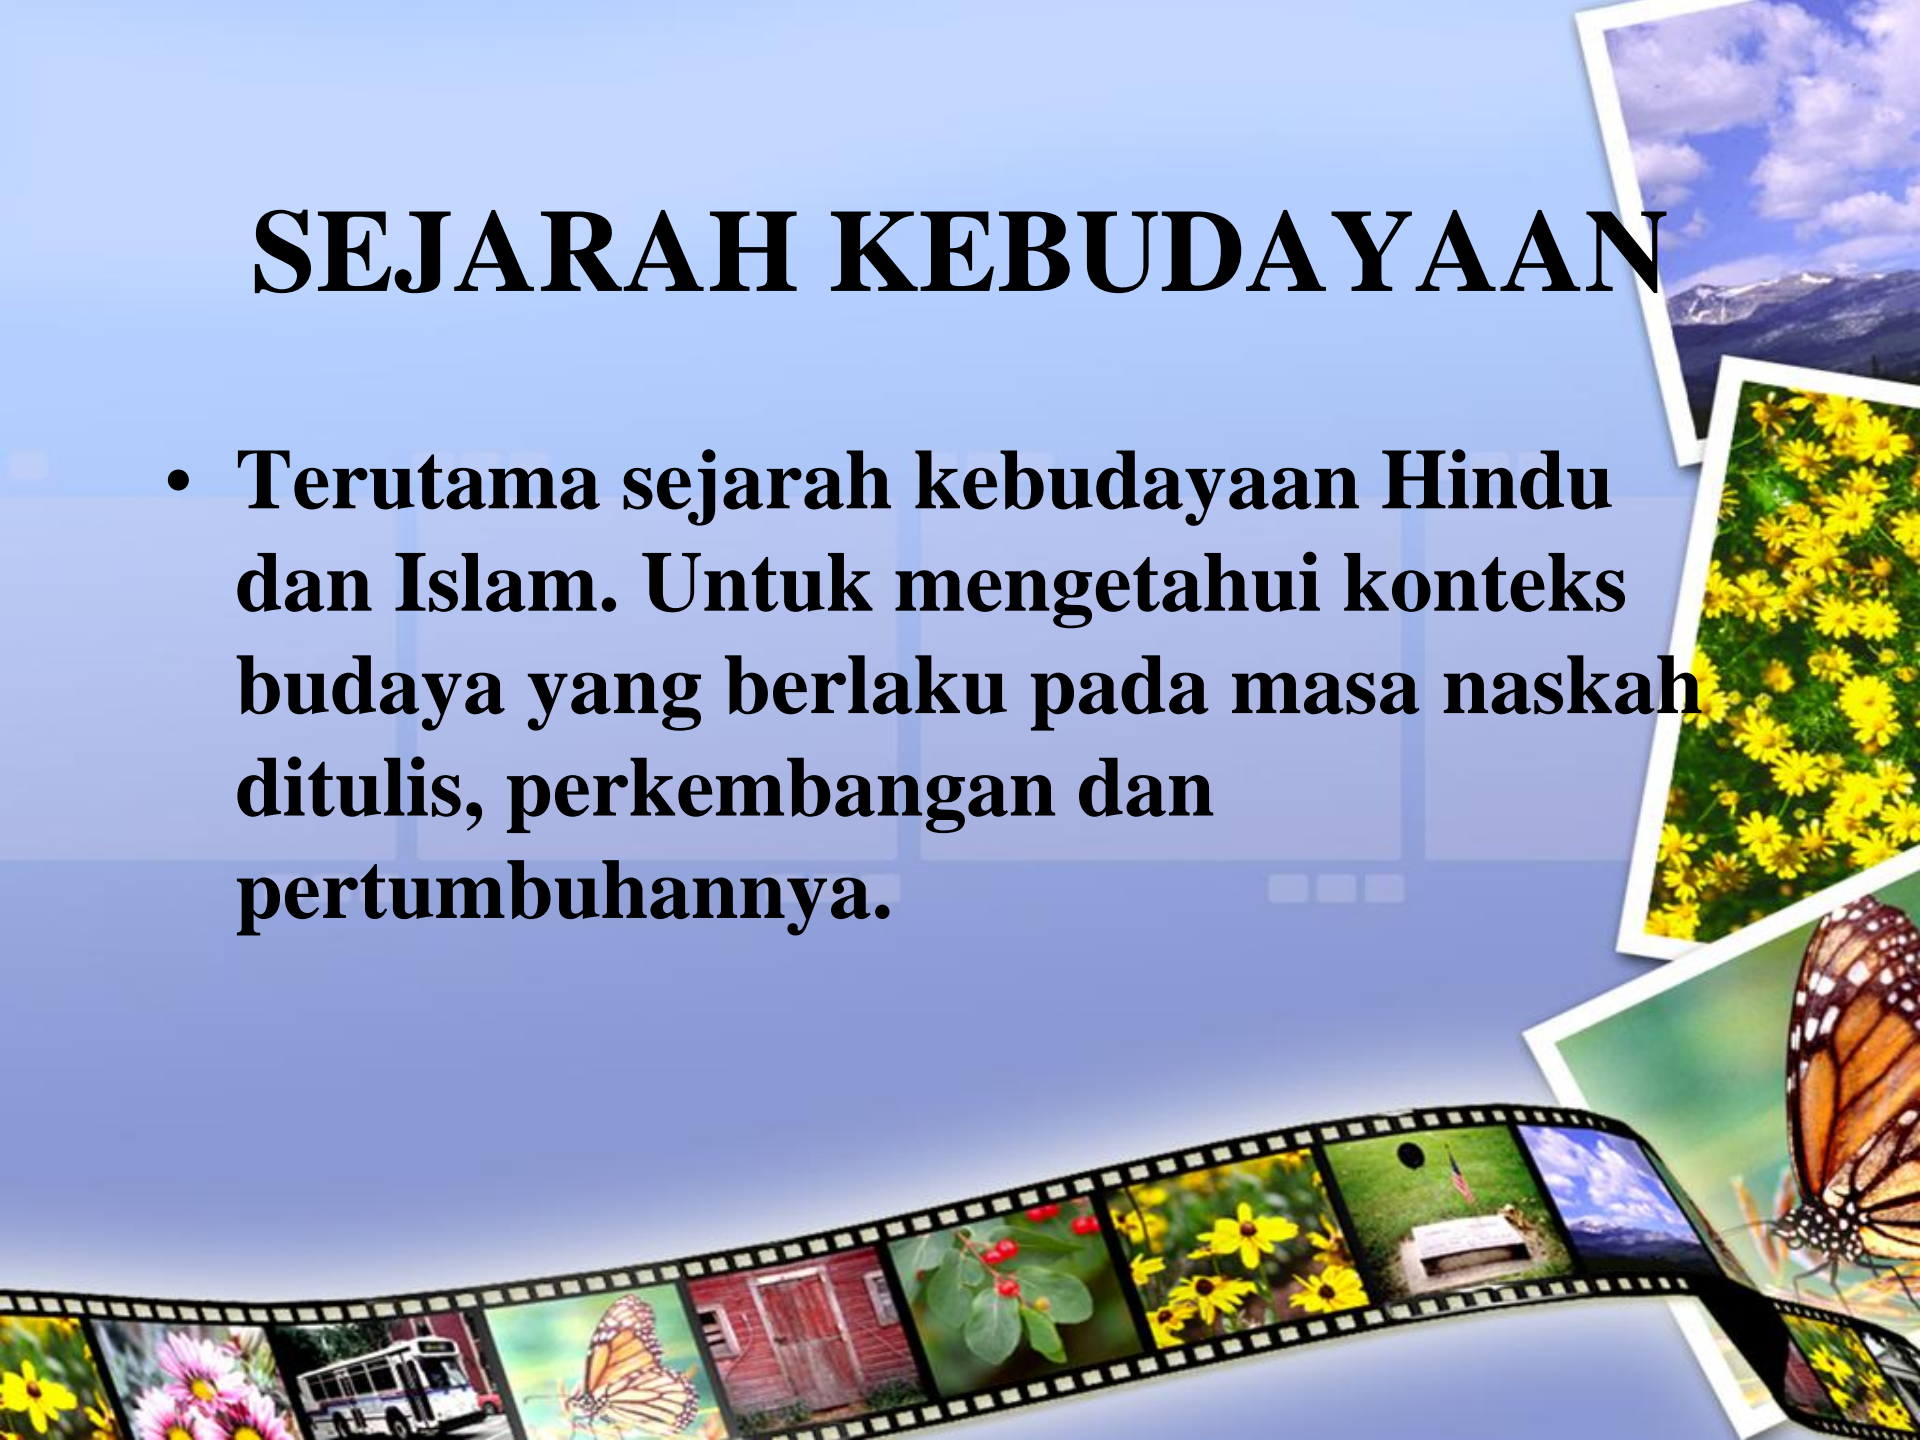 SEJARAH KEBUDAYAAN
• Terutama sejarah kebudayaan Hindu
dan Islam. Untuk mengetahui konteks
budaya yang berlaku pada masa naskah
ditulis, perkembangan dan
pertumbuhannya.